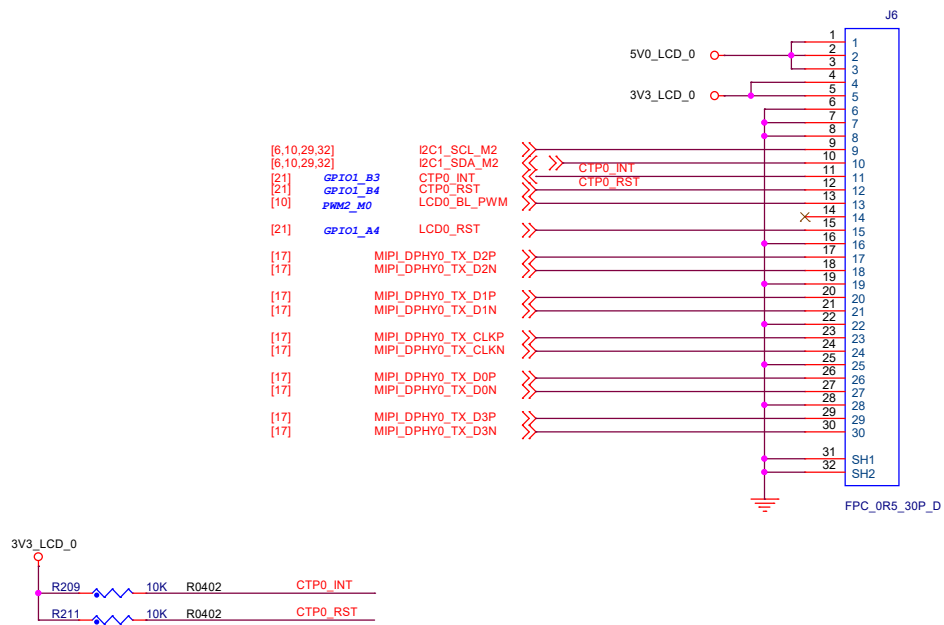 J6
1 1
5V0_LCD_0 2 2
3 3
4 4
3V3_LCD_0 5 5
6 6
7 7
8 8
[6,10,29,32] I2C1_SCL_M2 9 9
[6,10,29,32] I2C1_SDA_M2 10 10
[21] GPIO1_B3 CTP0_INT CTP0_INT 11 11
[21] GPIO1_B4 CTP0_RST CTP0_RST 12 12
[10] PWM2_M0 LCD0_BL_PWM 13 13
14
[21] GPIO1_A4 LCD0_RST 15 15
16 16
[17] MIPI_DPHY0_TX_D2P 17 17
[17] MIPI_DPHY0_TX_D2N 18 18
19 19
[17] MIPI_DPHY0_TX_D1P 20 20
[17] MIPI_DPHY0_TX_D1N 21 21
22 22
[17] MIPI_DPHY0_TX_CLKP 23 23
[17] MIPI_DPHY0_TX_CLKN 24 24
25 25
[17] MIPI_DPHY0_TX_D0P 26 26
[17] MIPI_DPHY0_TX_D0N 27 27
28 28
[17] MIPI_DPHY0_TX_D3P 29 29
[17] MIPI_DPHY0_TX_D3N 30 30
31 SH1
32 SH2
FPC_0R5_30P_D
3V3_LCD_0
R209 10K R0402 CTP0_INT
R211 10K R0402 CTP0_RST